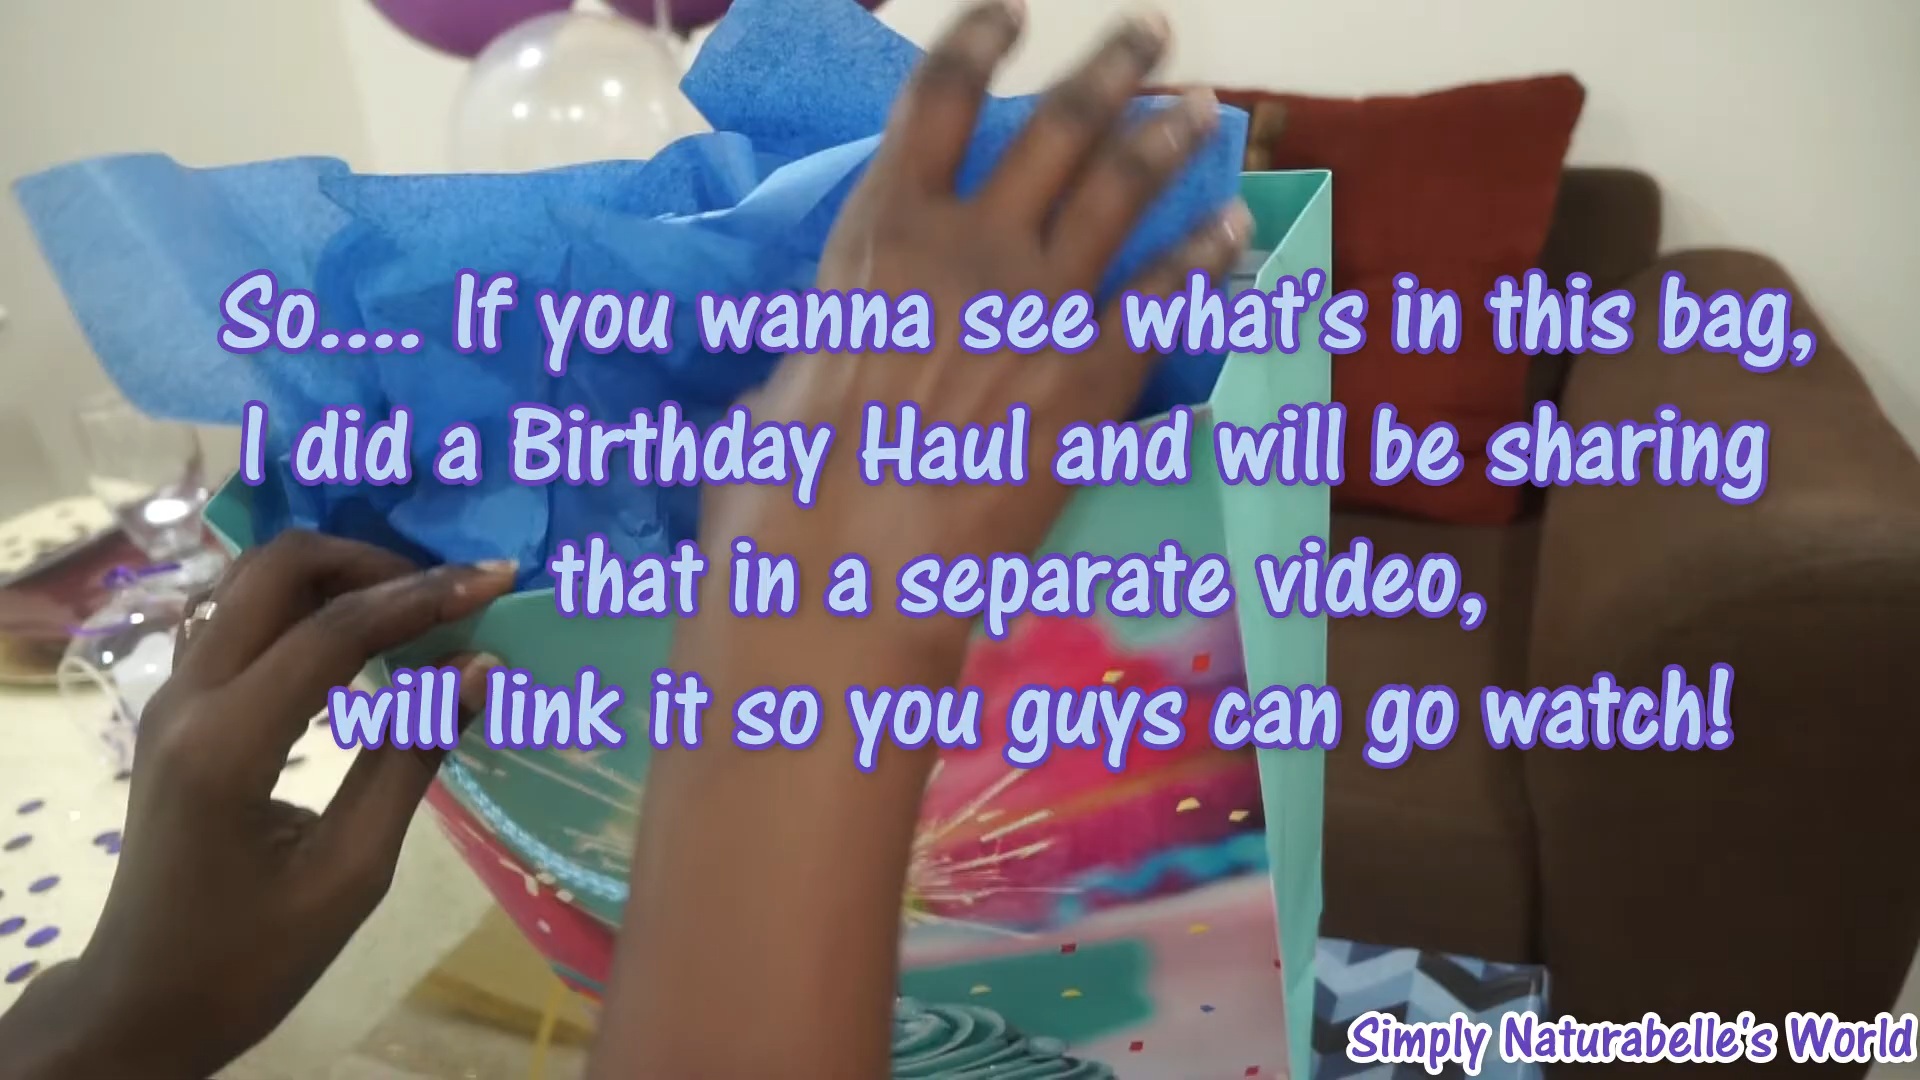 So.... If you wanna see what's in this bag,
I did a Birthday Haul and will be sharing
that in a separate video,
will link it so you guys can go watch!
Simply Naturabelle's World